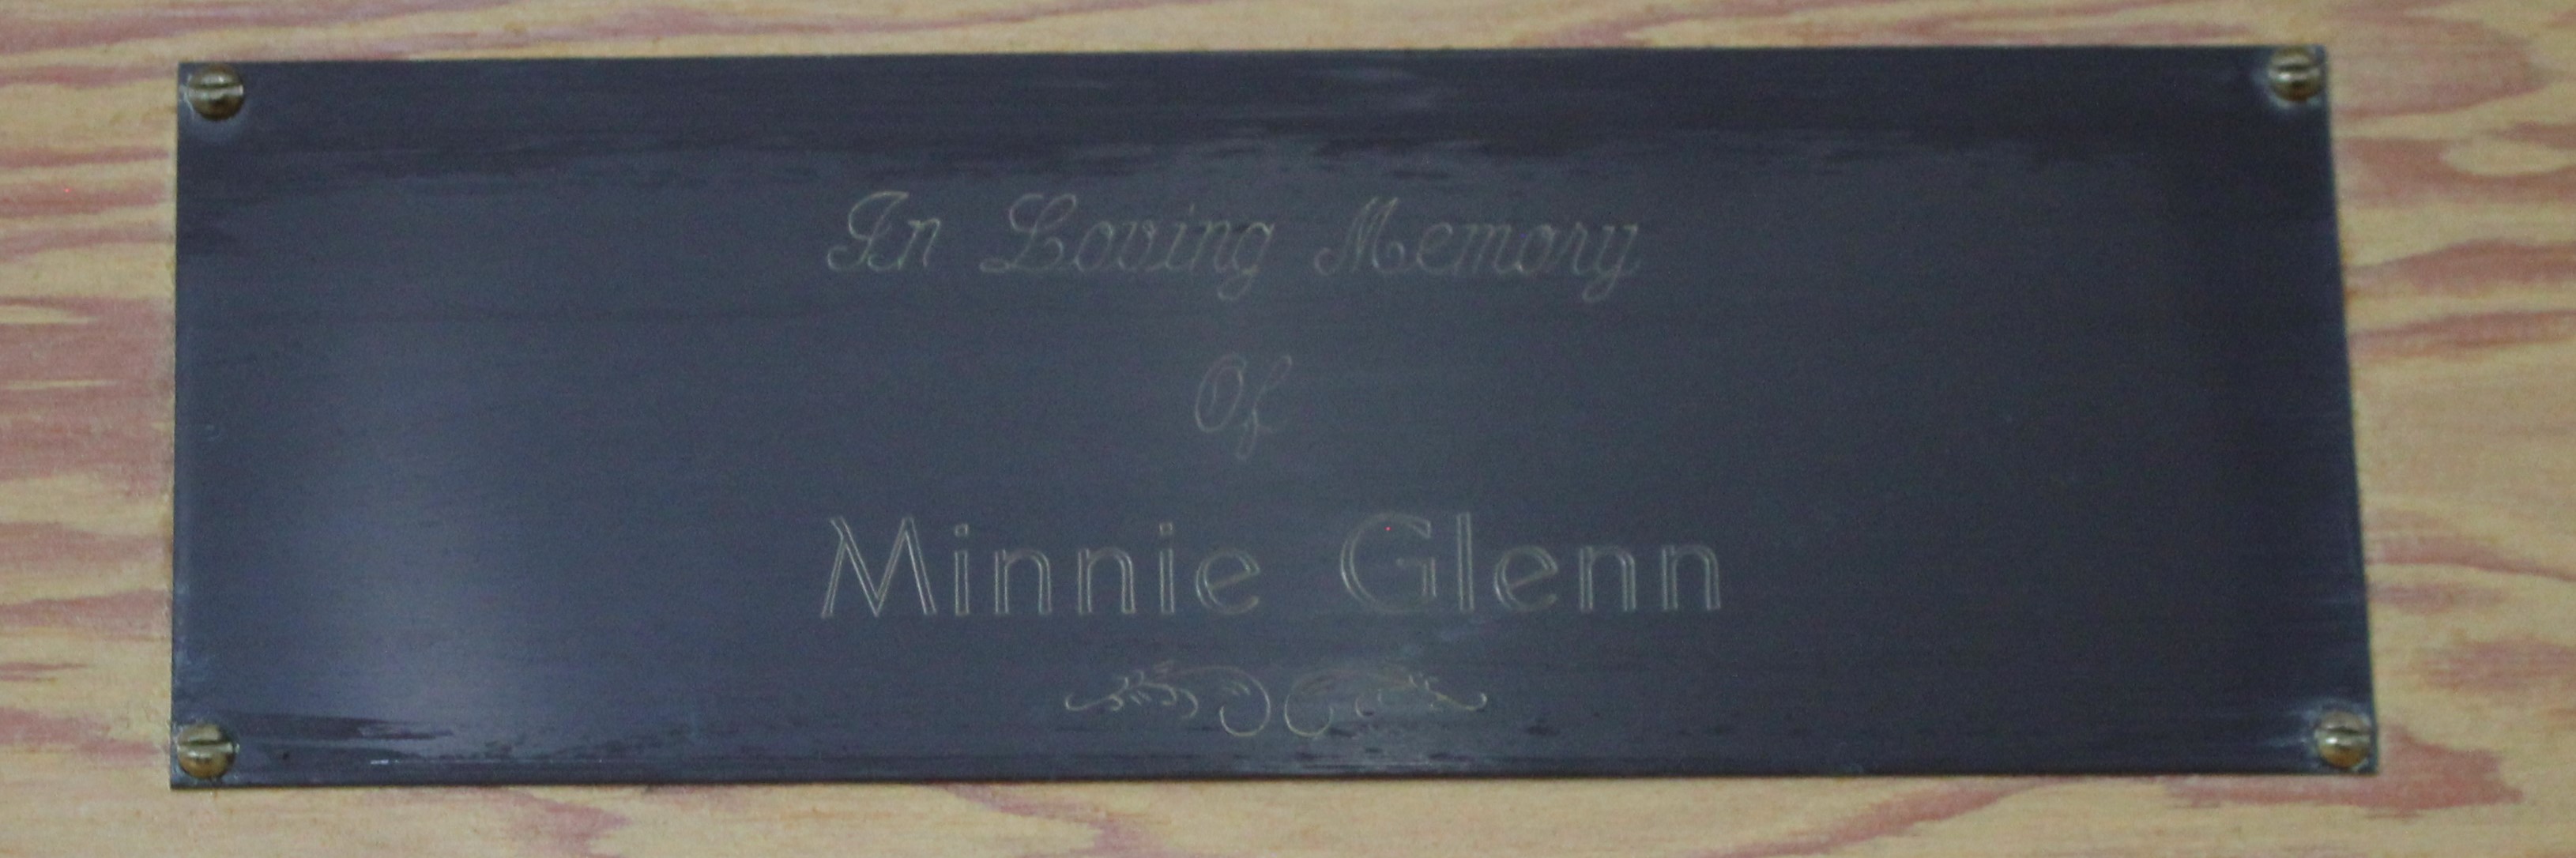 In Loving Memory
Of
Minnie Glenn